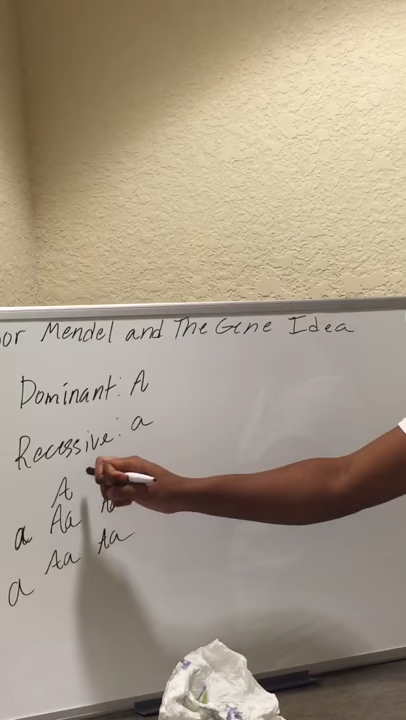 or Mendel and The Gene Idea
Dominant: A
Recessive: a
A
a Aa
a Aa Aa